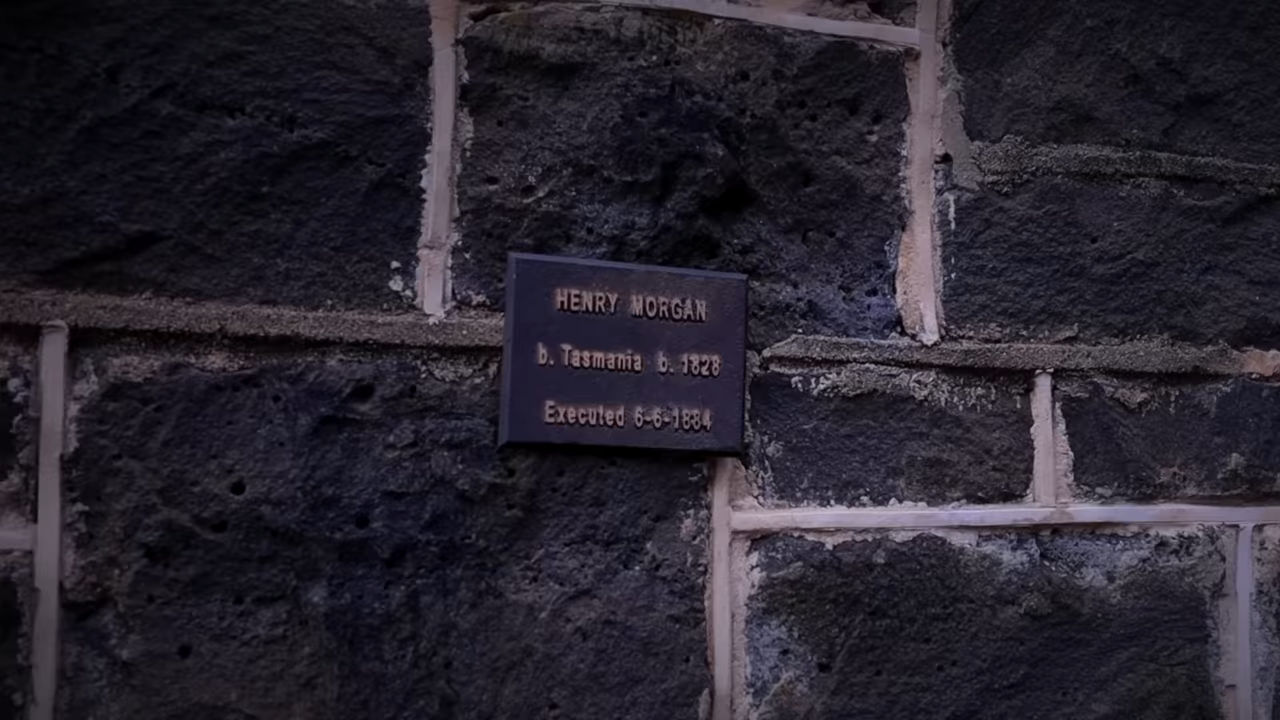 HENRY MORGAN
b. Tasmania b. 1828
Executed 6-6-1884